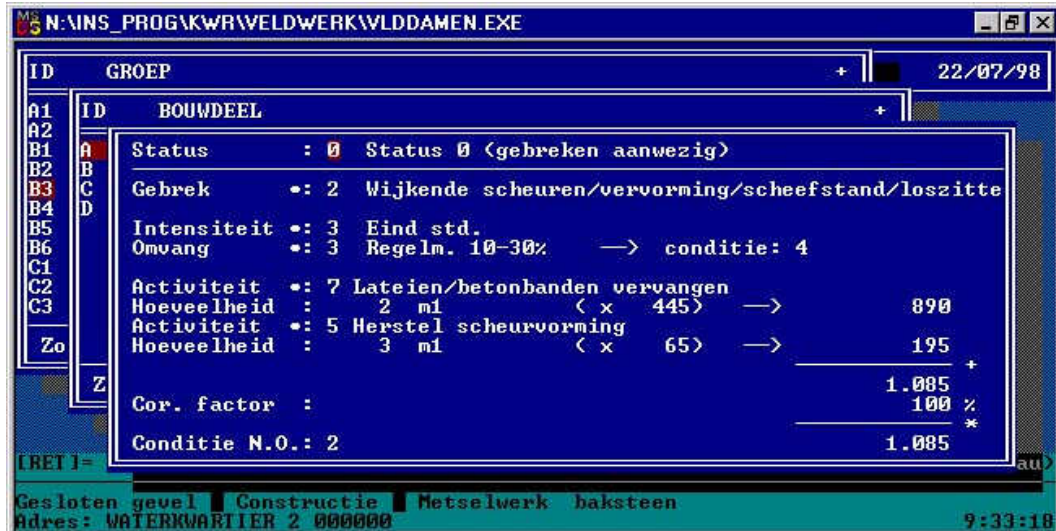 N:\INS_PROG\KWR\VELDWERK\VLDDAMEN.EXE
ID GROEP + 22/07/98
A1 ID BOUWDEEL +
A2
B1 A Status : 0 Status 0 (gebreken aanwezig)
B2 B
B3 C Gebrek •: 2 Wijkende scheuren/vervorming/scheefstand/loszitte
B4 D
B5 Intensiteit •: 3 Eind std.
B6 Omvang •: 3 Regelm. 10-30% —> conditie: 4
C1
C2 Activiteit •: 7 Lateien/betonbanden vervangen
C3 Hoeveelheid : 2 m1 ( x 445) —> 890
Activiteit •: 5 Herstel scheurvorming
Zo Hoeveelheid : 3 m1 ( x 65) —> 195
+
Z 1.085
Cor. factor : 100 %
*
Conditie N.O.: 2 1.085
[RET]= au>
Gesloten gevel Constructie Metselwerk baksteen
Adres: WATERKWARTIER 2 000000 9:33:18